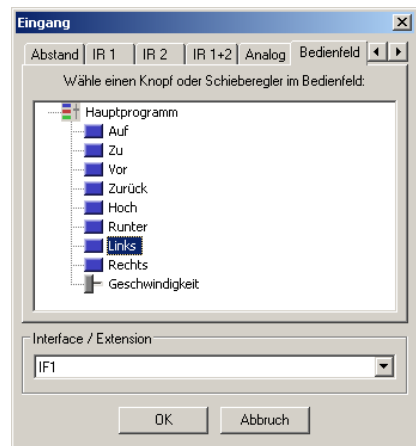 Eingang
Abstand IR 1 IR 2 IR 1+2 Analog Bedienfeld
Wähle einen Knopf oder Schieberegler im Bedienfeld:
Hauptprogramm
Auf
Zu
Vor
Zurück
Hoch
Runter
Links
Rechts
Geschwindigkeit
Interface / Extension
IF1
OK Abbruch